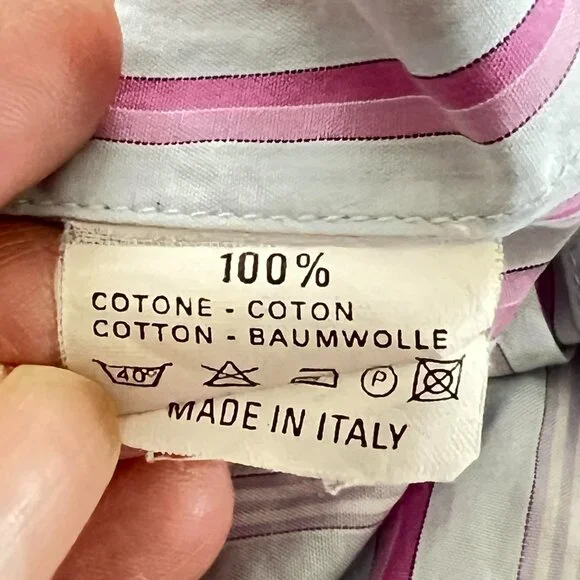 100%
COTONE - COTON
COTTON - BAUMWOLLE
40° P
MADE IN ITALY